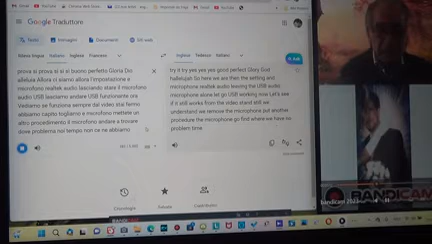 Google Traduttore
Testo
Immagini
Documenti
Siti web
Italiano
Inglese
Francese
Inglese
Tedesco
Italiano
prova si prova si si si buono perfetto Gloria Dio
alleluia Allora ci siamo allora l'impostazione e
microfono realtek audio lasciando stare il microfono
audio USB lasciamo andare USB funzionante ora
Vediamo se funziona sempre dal video stai fermo
abbiamo capito togliamo e microfono mettete un
altro procedimento il microfono andare a trovare
dove problema noi tempo non ce ne abbiamo
try it try yes yes yes good perfect Glory God
hallelujah So here we are then the setting and
microphone realtek audio leaving the USB audio
microphone alone let go USB working now Let's see
if it still works from the video stand still we
understand we remove the microphone put another
procedure the microphone go find where we have no
problem time
Cronologia
Salvate
Contribuisci
BANDICAM
bandicam 2023